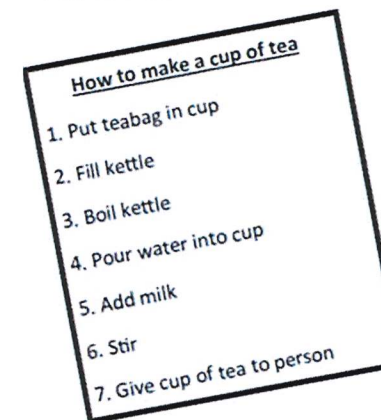 How to make a cup of tea
1. Put teabag in cup
2. Fill kettle
3. Boil kettle
4. Pour water into cup
5. Add milk
6. Stir
7. Give cup of tea to person